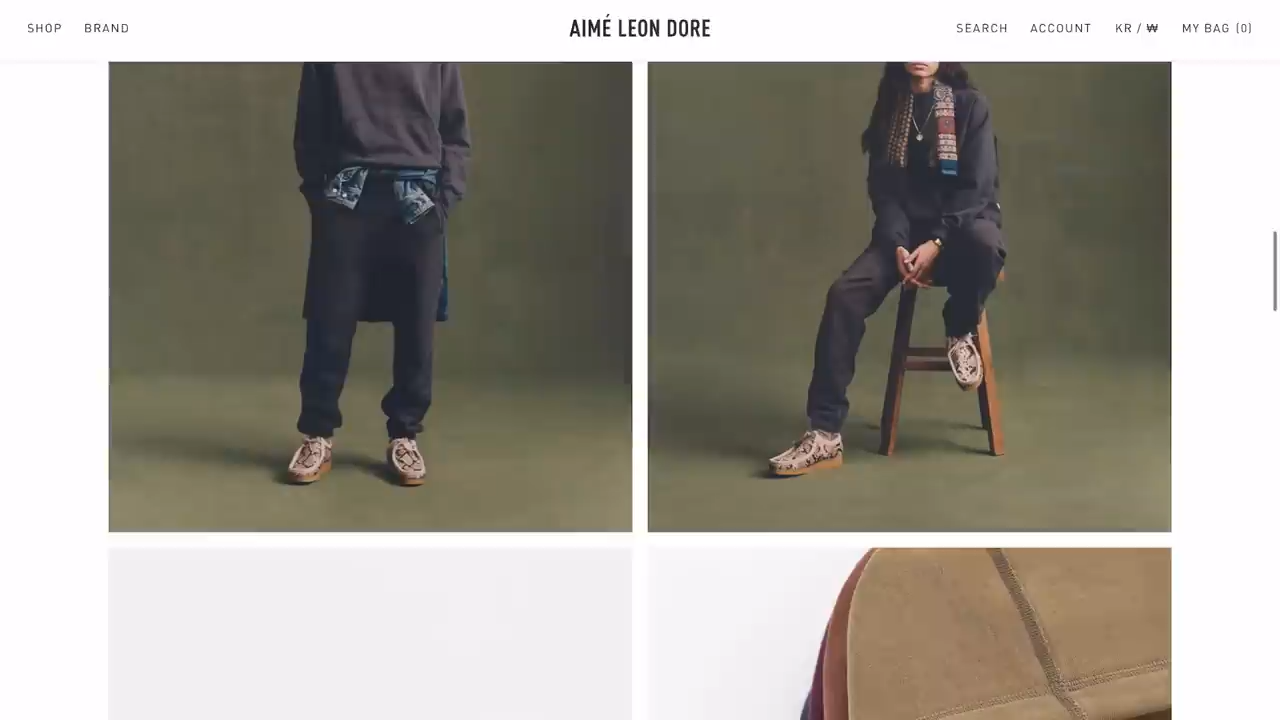 SHOP BRAND AIMÉ LEON DORE SEARCH ACCOUNT KR / ₩ MY BAG (0)